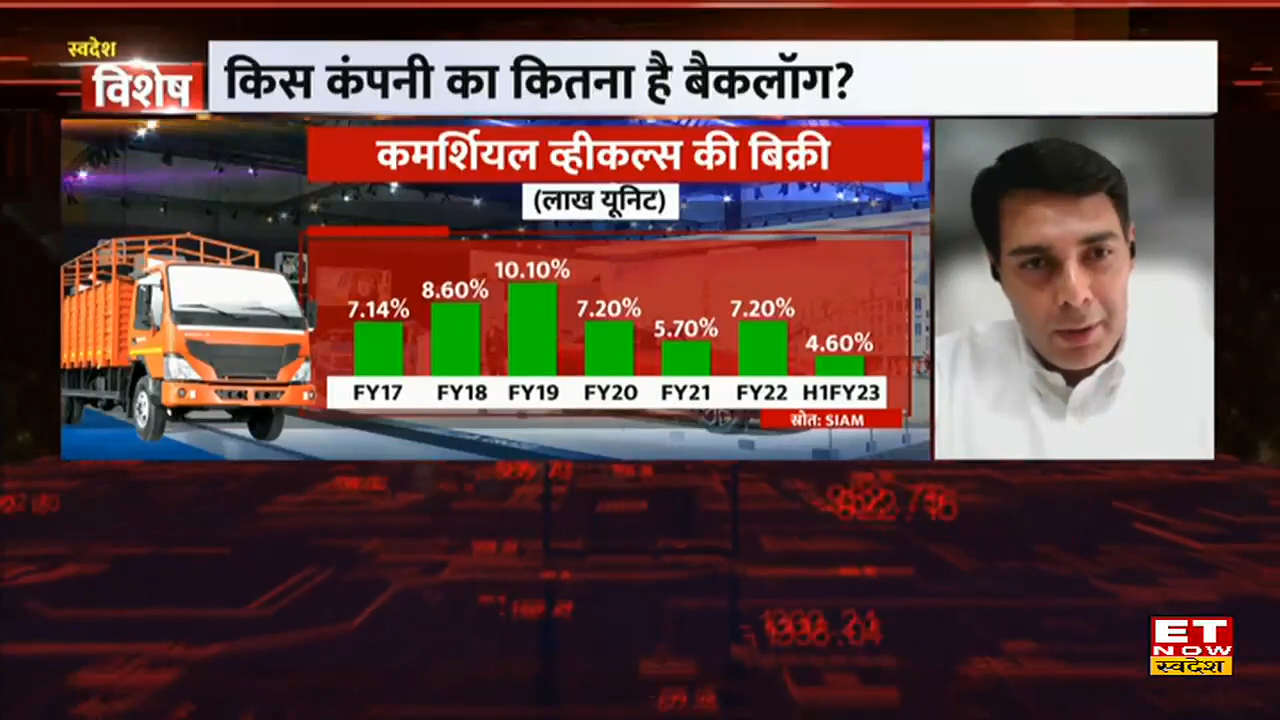 स्वदेश
विशेष
किस कंपनी का कितना है बैकलॉग?
कमर्शियल व्हीकल्स की बिक्री
(लाख यूनिट)
7.14% 8.60% 10.10% 7.20% 5.70% 7.20% 4.60%
FY17 FY18 FY19 FY20 FY21 FY22 H1FY23
स्रोत: SIAM
ET
NOW
स्वदेश